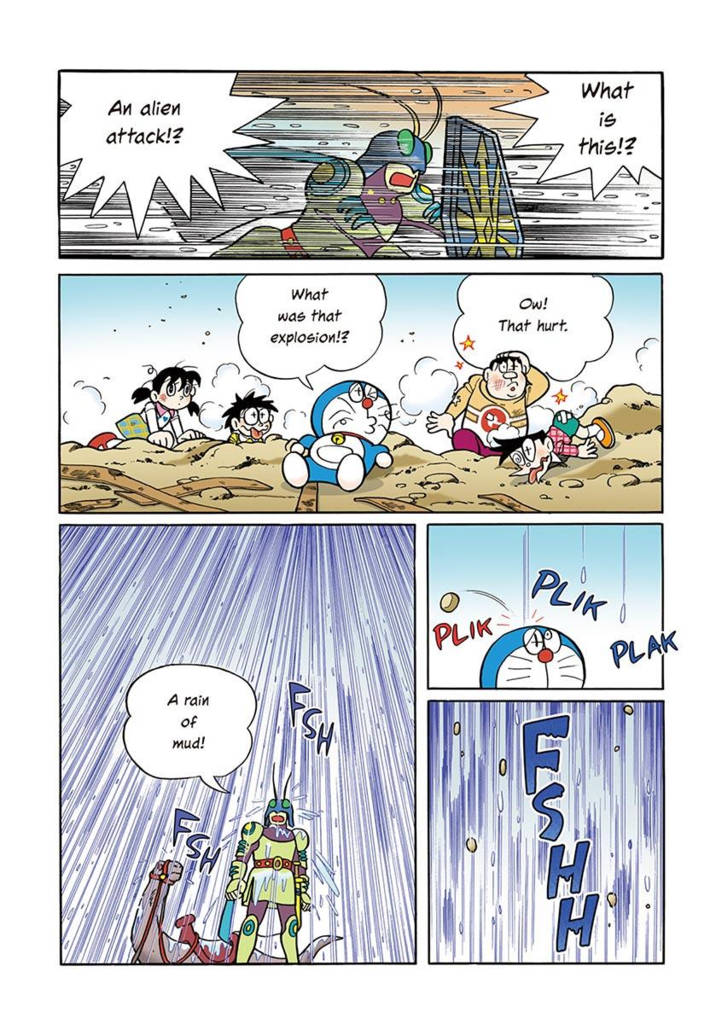 What
is
this!?
An alien
attack!?
Ow!
That hurt.
What
was that
explosion!?
PLAK
PLIK
PLIK
FSHHH
FSH
A rain
of
mud!
FSH